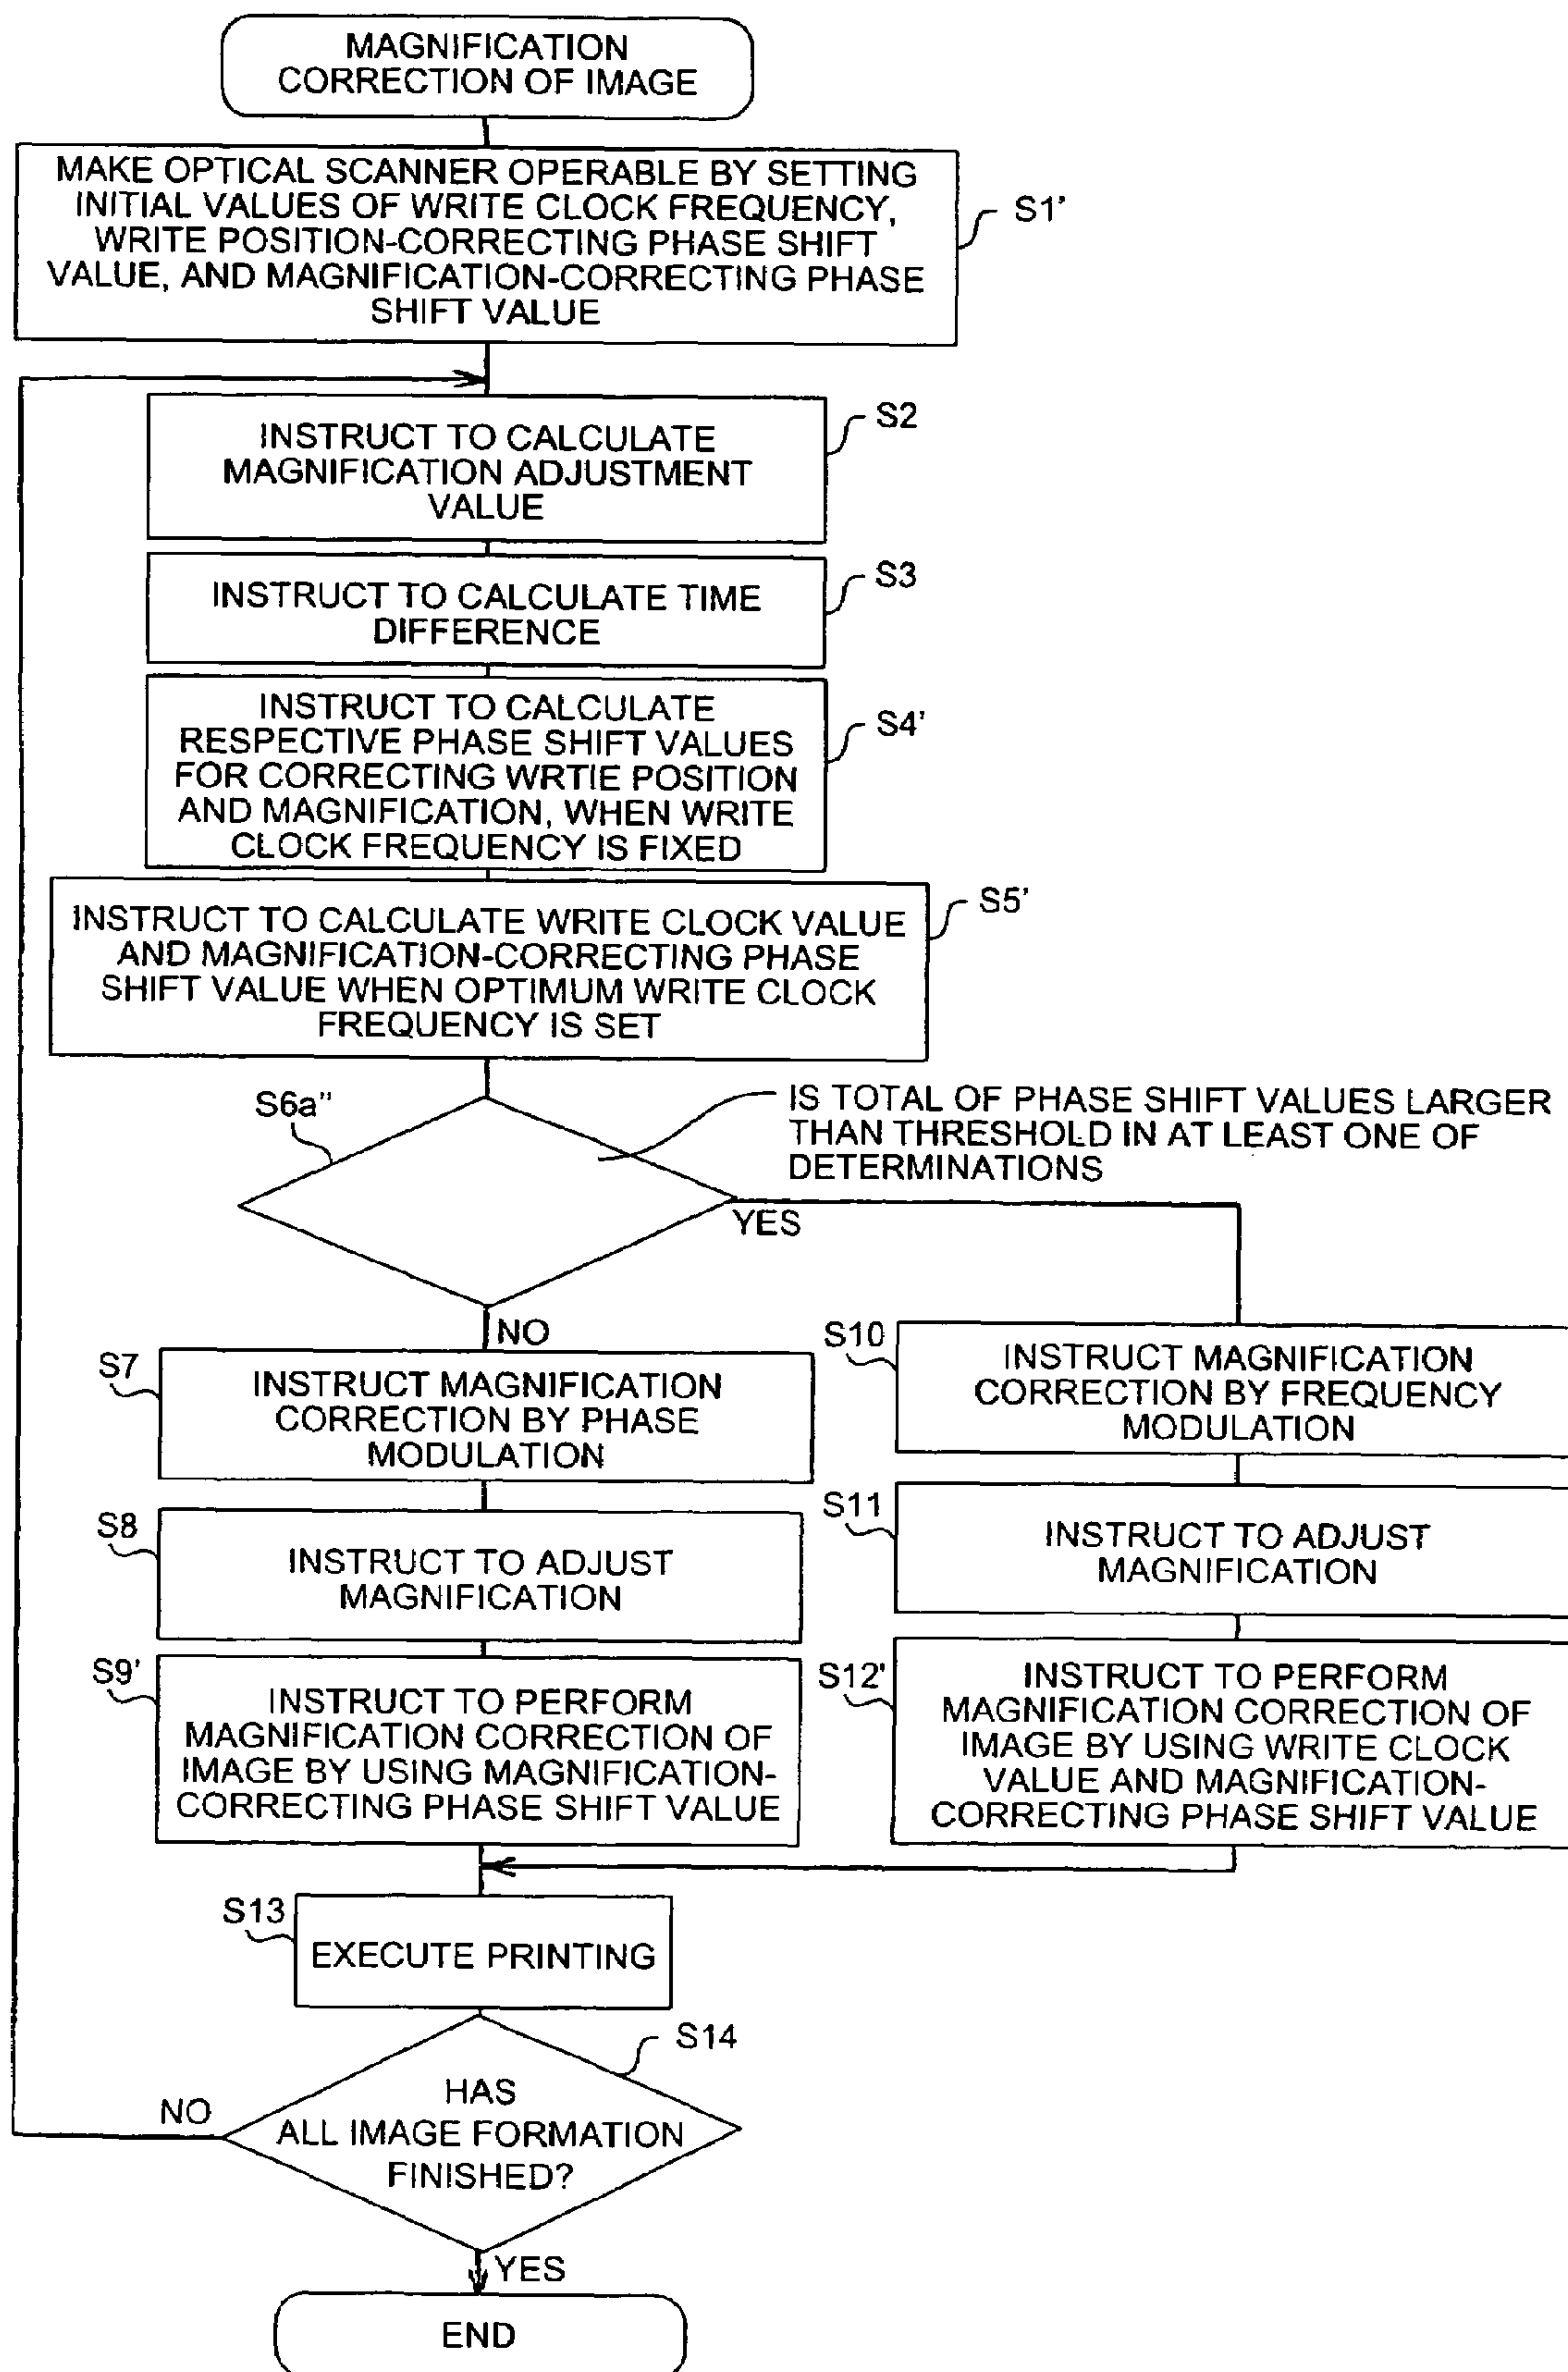 MAGNIFICATION
CORRECTION OF IMAGE
MAKE OPTICAL SCANNER OPERABLE BY SETTING
INITIAL VALUES OF WRITE CLOCK FREQUENCY,
WRITE POSITION-CORRECTING PHASE SHIFT
VALUE, AND MAGNIFICATION-CORRECTING PHASE
SHIFT VALUE
S1'
INSTRUCT TO CALCULATE
MAGNIFICATION ADJUSTMENT
VALUE
S2
INSTRUCT TO CALCULATE TIME
DIFFERENCE
S3
INSTRUCT TO CALCULATE
RESPECTIVE PHASE SHIFT VALUES
FOR CORRECTING WRTIE POSITION
AND MAGNIFICATION, WHEN WRITE
CLOCK FREQUENCY IS FIXED
S4'
INSTRUCT TO CALCULATE WRITE CLOCK VALUE
AND MAGNIFICATION-CORRECTING PHASE
SHIFT VALUE WHEN OPTIMUM WRITE CLOCK
FREQUENCY IS SET
S5'
S6a"
IS TOTAL OF PHASE SHIFT VALUES LARGER
THAN THRESHOLD IN AT LEAST ONE OF
DETERMINATIONS
YES
NO
S7
INSTRUCT MAGNIFICATION
CORRECTION BY PHASE
MODULATION
S8
INSTRUCT TO ADJUST
MAGNIFICATION
S9'
INSTRUCT TO PERFORM
MAGNIFICATION CORRECTION OF
IMAGE BY USING MAGNIFICATION-
CORRECTING PHASE SHIFT VALUE
S10
INSTRUCT MAGNIFICATION
CORRECTION BY FREQUENCY
MODULATION
S11
INSTRUCT TO ADJUST
MAGNIFICATION
S12'
INSTRUCT TO PERFORM
MAGNIFICATION CORRECTION OF
IMAGE BY USING WRITE CLOCK
VALUE AND MAGNIFICATION-
CORRECTING PHASE SHIFT VALUE
S13
EXECUTE PRINTING
S14
HAS
ALL IMAGE FORMATION
FINISHED?
NO
YES
END